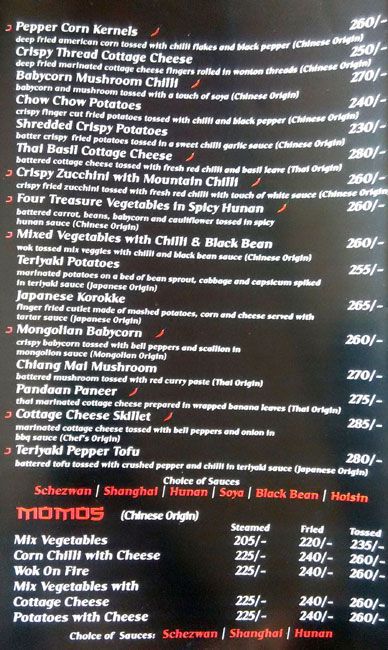 Pepper Corn Kernels 260/-
deep fried american corn tossed with chilli flakes and black pepper (Chinese Origin)
Crispy Thread Cottage Cheese 250/-
deep fried marinated cottage cheese fingers rolled in wonton threads (Chinese Origin)
Babycorn Mushroom Chilli 260/-
babycorn and mushroom tossed with a touch of soya (Chinese Origin)
Chow Chow Potatoes 240/-
crispy finger cut fried potatoes tossed with chilli and black pepper (Chinese Origin)
Shredded Crispy Potatoes 230/-
batter crispy fried potatoes tossed in a sweet chilli garlic sauce (Chinese Origin)
Thai Basil Cottage Cheese 280/-
battered cottage cheese tossed with fresh red chilli and basil leave (Thai Origin)
Crispy Zucchini with Mountain Chilli 260/-
crispy fried zucchini tossed with fresh red chilli with touch of white sauce (Chinese Origin)
Four Treasure Vegetables in Spicy Hunan 260/-
battered carrot, beans, babycorn and cauliflower tossed in spicy
hunan sauce (Chinese Origin)
Mixed Vegetables with Chilli & Black Bean 260/-
wok tossed mix veggies with chilli and black bean sauce (Chinese Origin)
Teriyaki Potatoes 255/-
marinated potatoes on a bed of bean sprout, cabbage and capsicum spiked
in teriyaki sauce (Japanese Origin)
Japanese Korokke 265/-
finger fried cutlet made of mashed potatoes, corn and cheese served with
tartar sauce (Japanese Origin)
Mongolian Babycorn 260/-
crispy babycorn tossed with bell peppers and scallion in
mongolion sauce (Mongolian Origin)
Chiang Mai Mushroom 270/-
battered mushroom tossed with red curry paste (Thai Origin)
Pandaan Paneer 275/-
thai marinated cottage cheese prepared in wrapped banana leaves (Thai Origin)
Cottage Cheese Skillet 285/-
marinated cottage cheese tossed with bell peppers and onion in
bbq sauce (Chef's Origin)
Teriyaki Pepper Tofu 280/-
battered tofu tossed with crushed pepper and chilli in teriyaki sauce (Japanese Origin)
Choice of Sauces
Schezwan | Shanghai | Hunan | Soya | Black Bean | Hoisin
MOMOS (Chinese Origin)
Steamed Fried Tossed
Mix Vegetables 205/- 220/- 235/-
Corn Chilli with Cheese 225/- 240/- 260/-
Wok On Fire 225/- 240/- 260/-
Mix Vegetables with
Cottage Cheese 225/- 240/- 260/-
Potatoes with Cheese 225/- 240/- 260/-
Choice of Sauces: Schezwan | Shanghai | Hunan